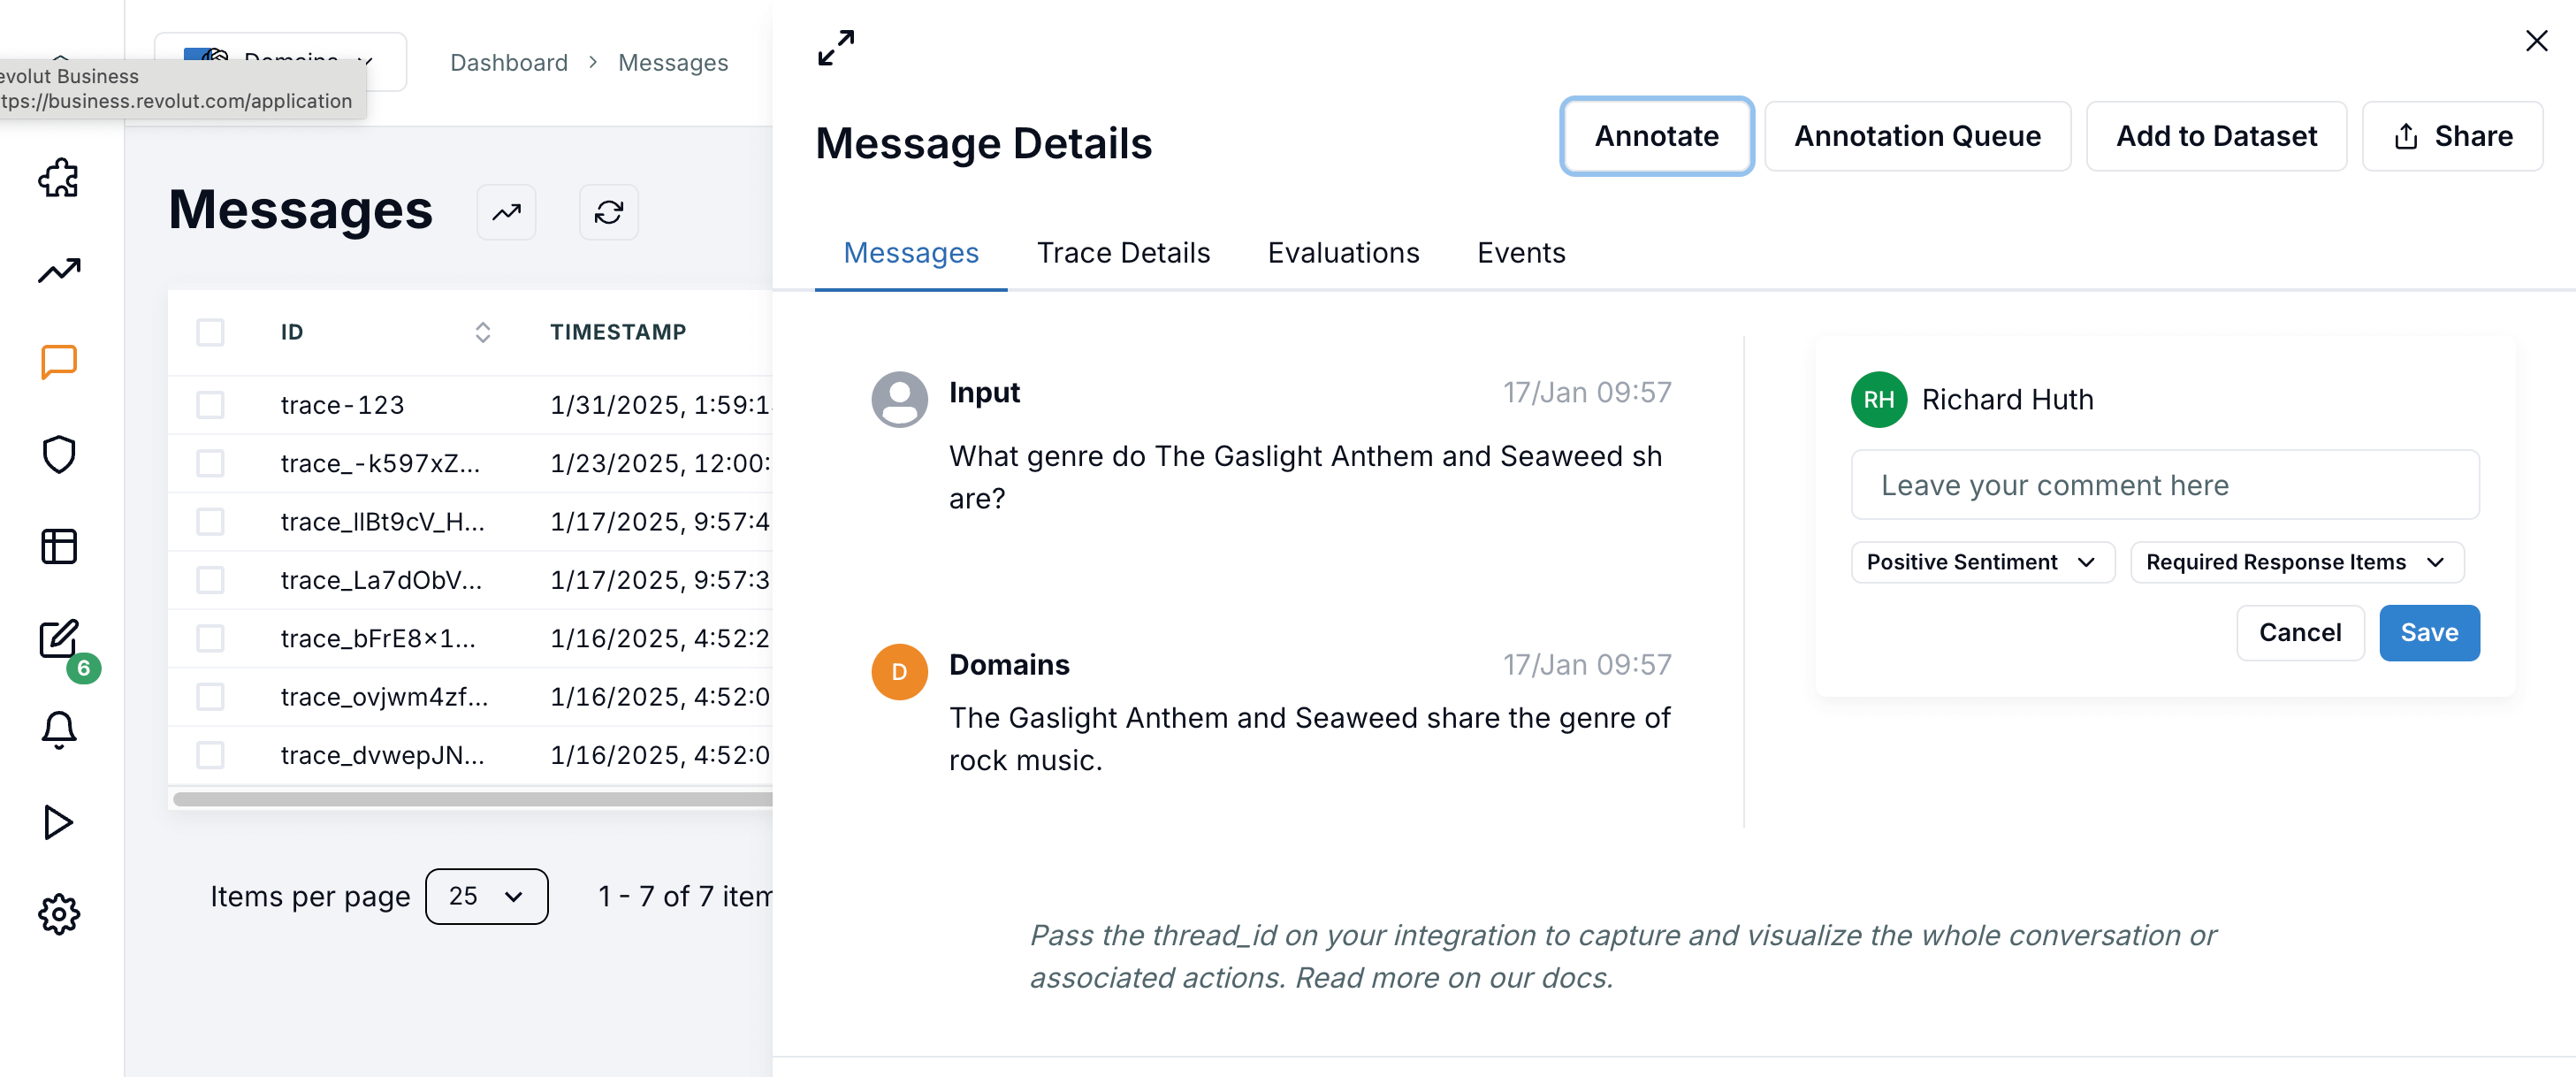 evolut Business
tps://business.revolut.com/application
Domains
Dashboard > Messages
Messages
ID TIMESTAMP
trace-123 1/31/2025, 1:59:1
trace_-k597xZ... 1/23/2025, 12:00:
trace_llBt9cV_H... 1/17/2025, 9:57:4
trace_La7dObV... 1/17/2025, 9:57:3
trace_bFrE8x1... 1/16/2025, 4:52:2
trace_ovjwm4zf... 1/16/2025, 4:52:0
trace_dvwepJN... 1/16/2025, 4:52:0
6
Items per page 25 1 - 7 of 7 item
Message Details
Annotate Annotation Queue Add to Dataset Share
Messages Trace Details Evaluations Events
Input 17/Jan 09:57
What genre do The Gaslight Anthem and Seaweed sh
are?
D Domains 17/Jan 09:57
The Gaslight Anthem and Seaweed share the genre of
rock music.
RH Richard Huth
Leave your comment here
Positive Sentiment Required Response Items
Cancel Save
Pass the thread_id on your integration to capture and visualize the whole conversation or
associated actions. Read more on our docs.